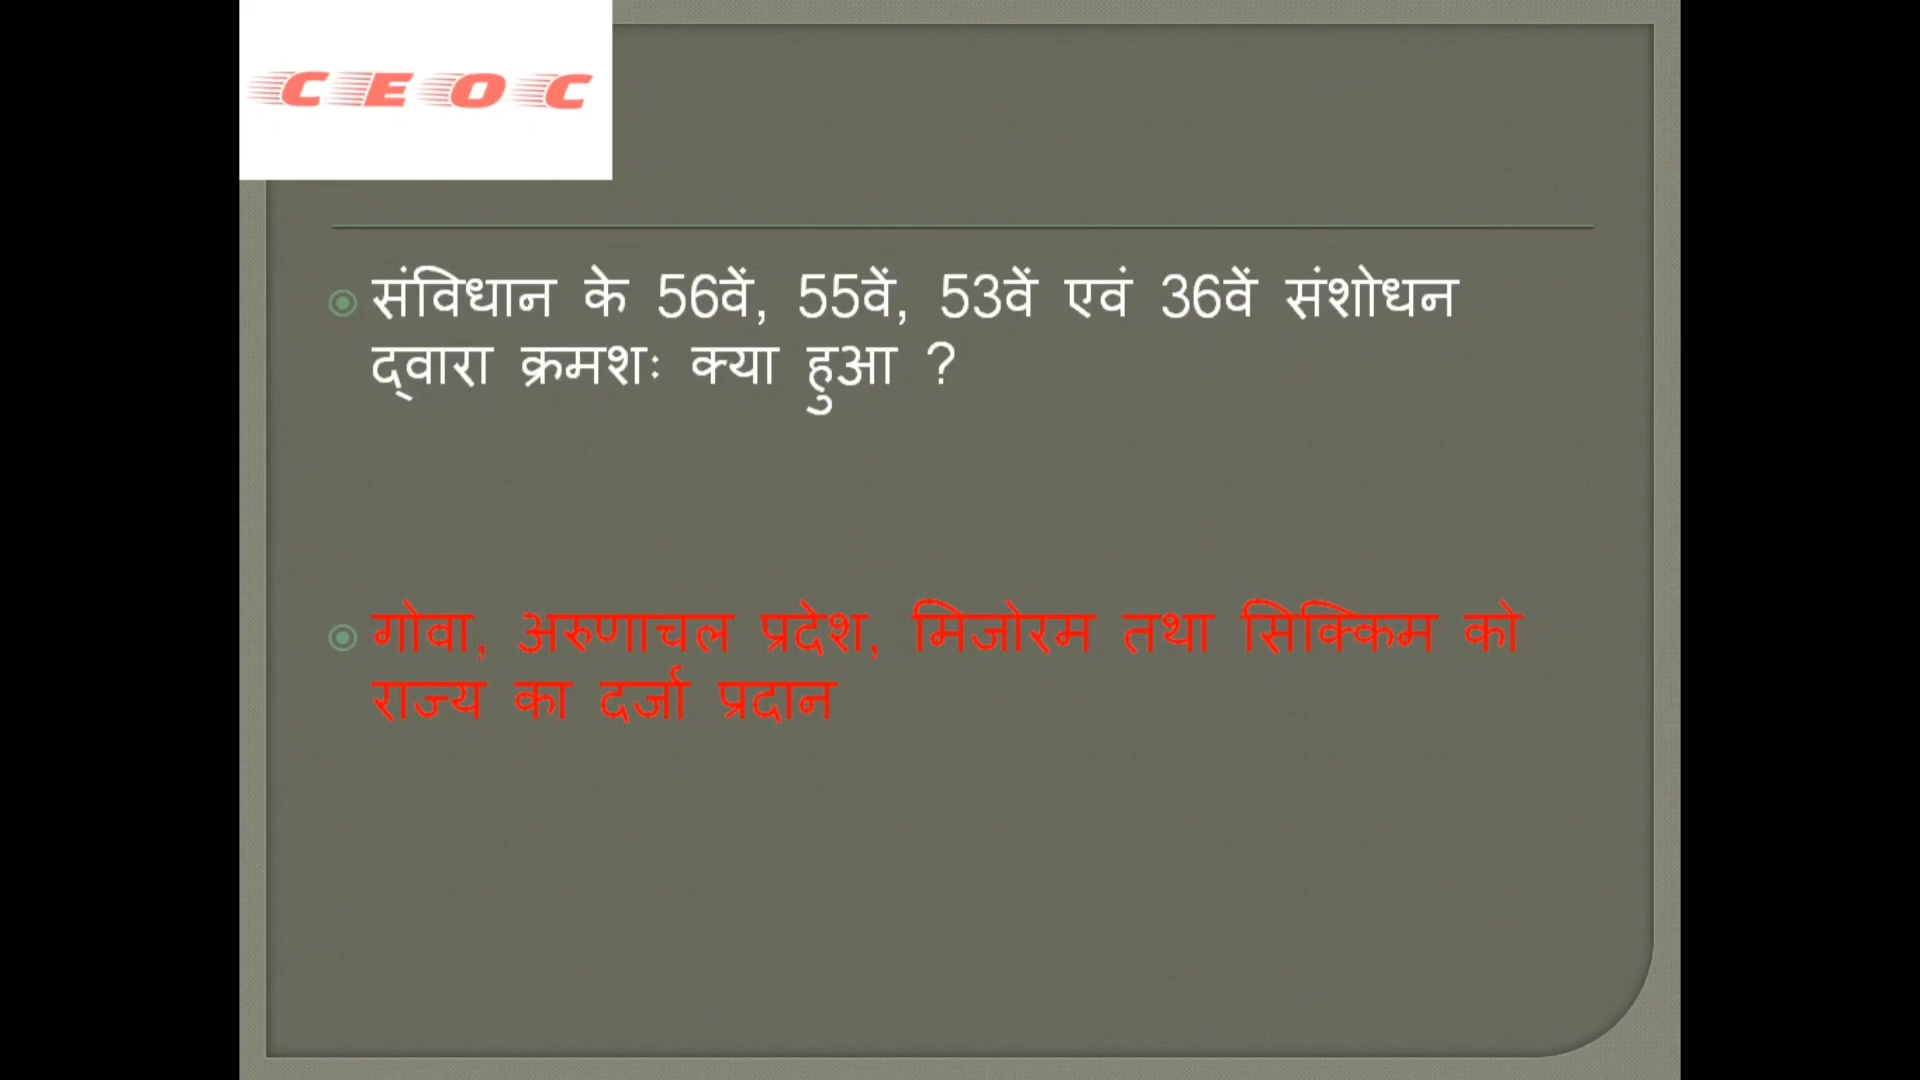 CEOC
संविधान के 56वें, 55वें, 53वें एवं 36वें संशोधन
द्वारा क्रमशः क्या हुआ ?
गोवा, अरुणाचल प्रदेश, मिजोरम तथा सिक्किम को
राज्य का दर्जा प्रदान